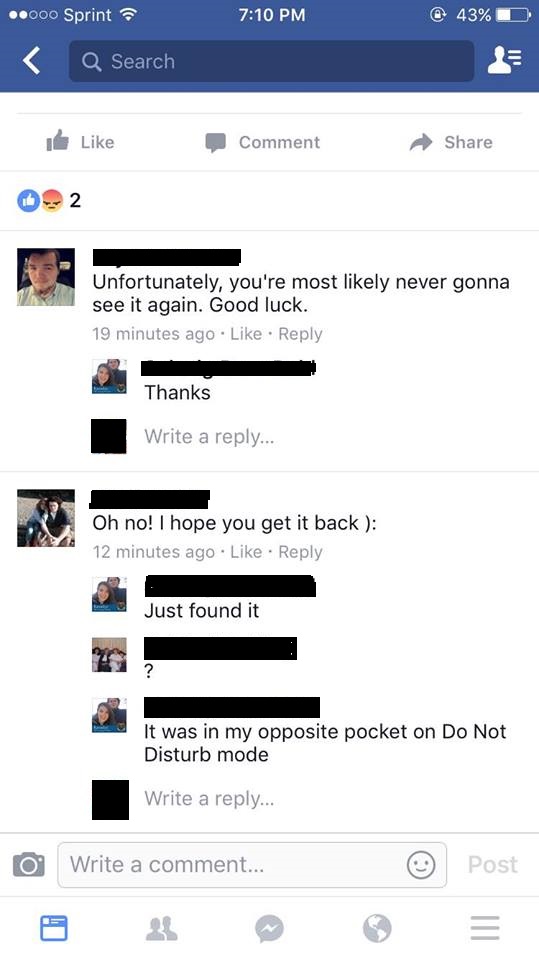 Sprint 7:10 PM 43%
Search
Like Comment Share
2
Unfortunately, you're most likely never gonna
see it again. Good luck.
19 minutes ago · Like · Reply
Thanks
Write a reply...
Oh no! I hope you get it back ):
12 minutes ago · Like · Reply
Just found it
?
It was in my opposite pocket on Do Not
Disturb mode
Write a reply...
Write a comment... Post